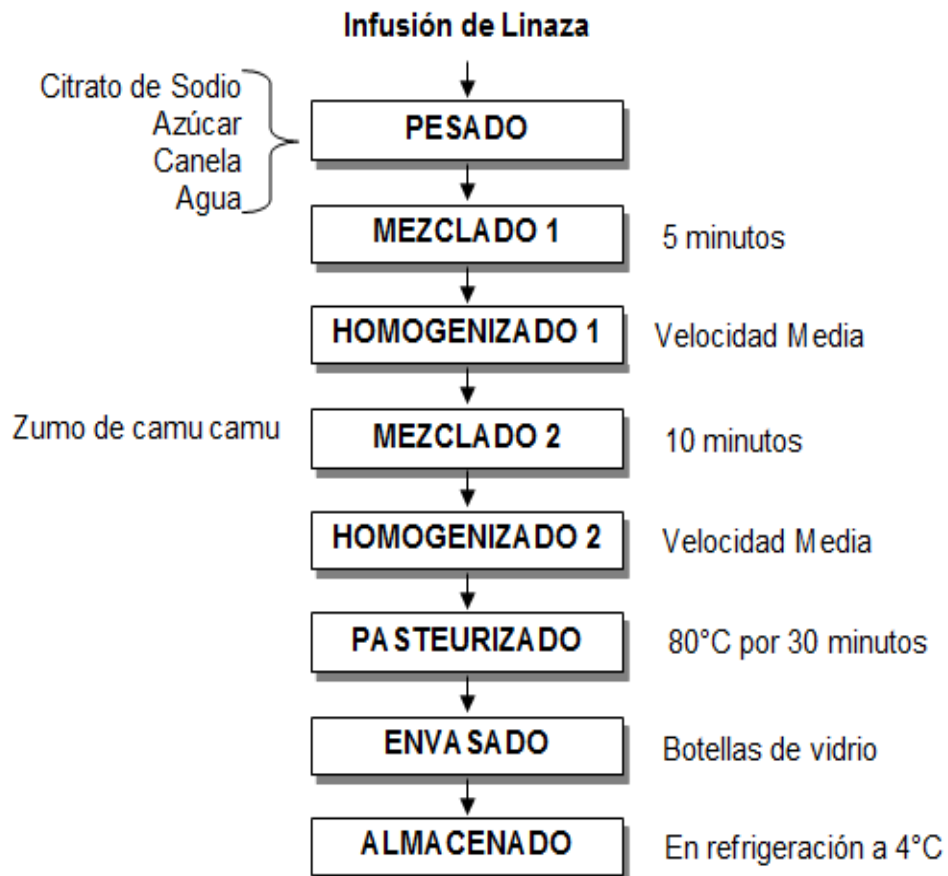 Infusión de Linaza
Citrato de Sodio
Azúcar
Canela
Agua
PESADO
MEZCLADO 1
5 minutos
HOMOGENIZADO 1
Velocidad Media
Zumo de camu camu
MEZCLADO 2
10 minutos
HOMOGENIZADO 2
Velocidad Media
PASTEURIZADO
80°C por 30 minutos
ENVASADO
Botellas de vidrio
ALMACENADO
En refrigeración a 4°C